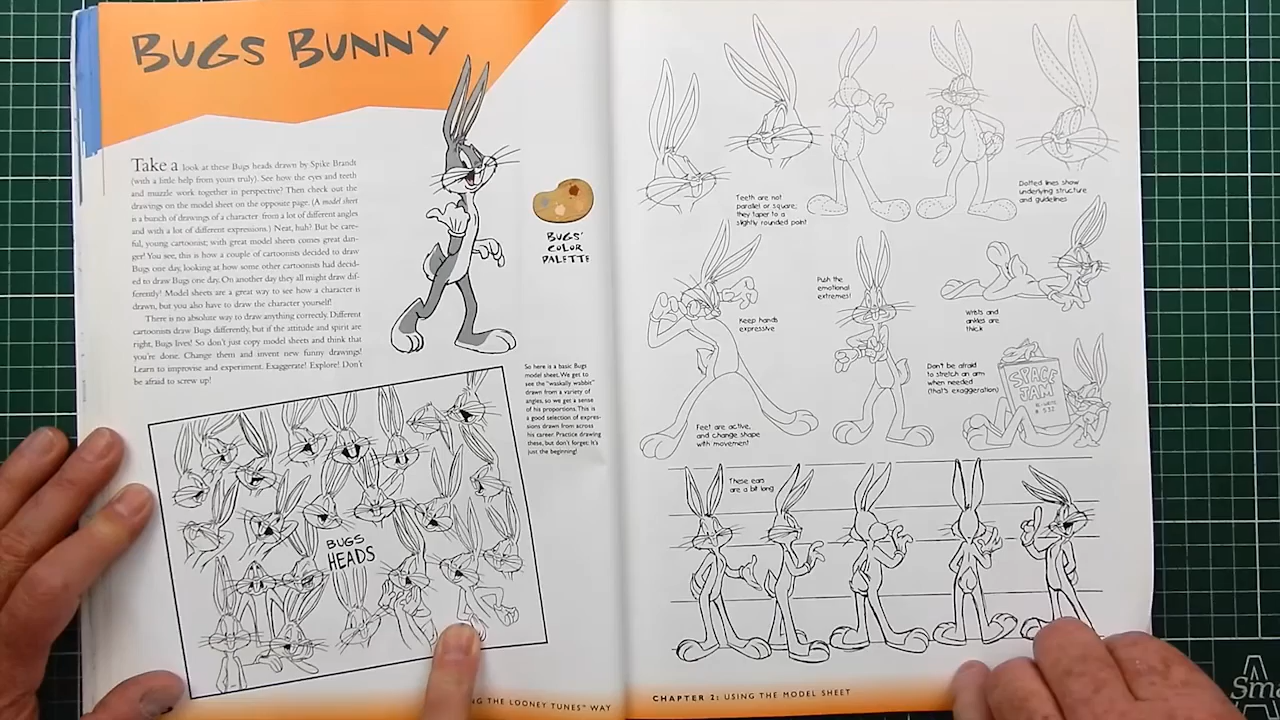 BUGS BUNNY
Take a look at these Bugs heads drawn by Spike Brandt
(with a little help from yours truly). See how the eyes and teeth
and muzzle work together in perspective? Then check out the
drawings on the model sheet on the opposite page. (A model sheet
is a bunch of drawings of a character from a lot of different angles
and with a lot of different expressions.) Neat, huh? But be care-
ful, young cartoonist; with great model sheets comes great dan-
ger! You see, this is how a couple of cartoonists decided to draw
Bugs one day, looking at how some other cartoonists had decid-
ed to draw Bugs one day. On another day they all might draw dif-
ferently! Model sheets are a great way to see how a character is
drawn, but you also have to draw the character yourself!
There is no absolute way to draw anything correctly. Different
cartoonists draw Bugs differently, but if the attitude and spirit are
right, Bugs lives! So don't just copy model sheets and think that
you're done. Change them and invent new funny drawings!
Learn to improvise and experiment. Exaggerate! Explore! Don't
be afraid to screw up!
BUGS'
COLOR
PALETTE
So here is a basic Bugs
model sheet. We get to
see the "waskally wabbit"
drawn from a variety of
angles, so we get a sense
of his proportions. This is
a good selection of expres-
sions drawn from across
his career. Practice drawing
these, but don't forget: It's
just the beginning!
BUGS
HEADS
NG THE LOONEY TUNES™ WAY
Teeth are not
parallel or square;
they taper to a
slightly rounded point
Dotted lines show
underlying structure
and guidelines
Keep hands
expressive
Push the
emotional
extremes!
Wrists and
ankles are
thick
Feet are active,
and change shape
with movement
Don't be afraid
to stretch an arm
when needed
(that's exaggeration)
SPACE
JAM
RE-WRITE
# 532
These ears
are a bit long
CHAPTER 2: USING THE MODEL SHEET
A
Sma